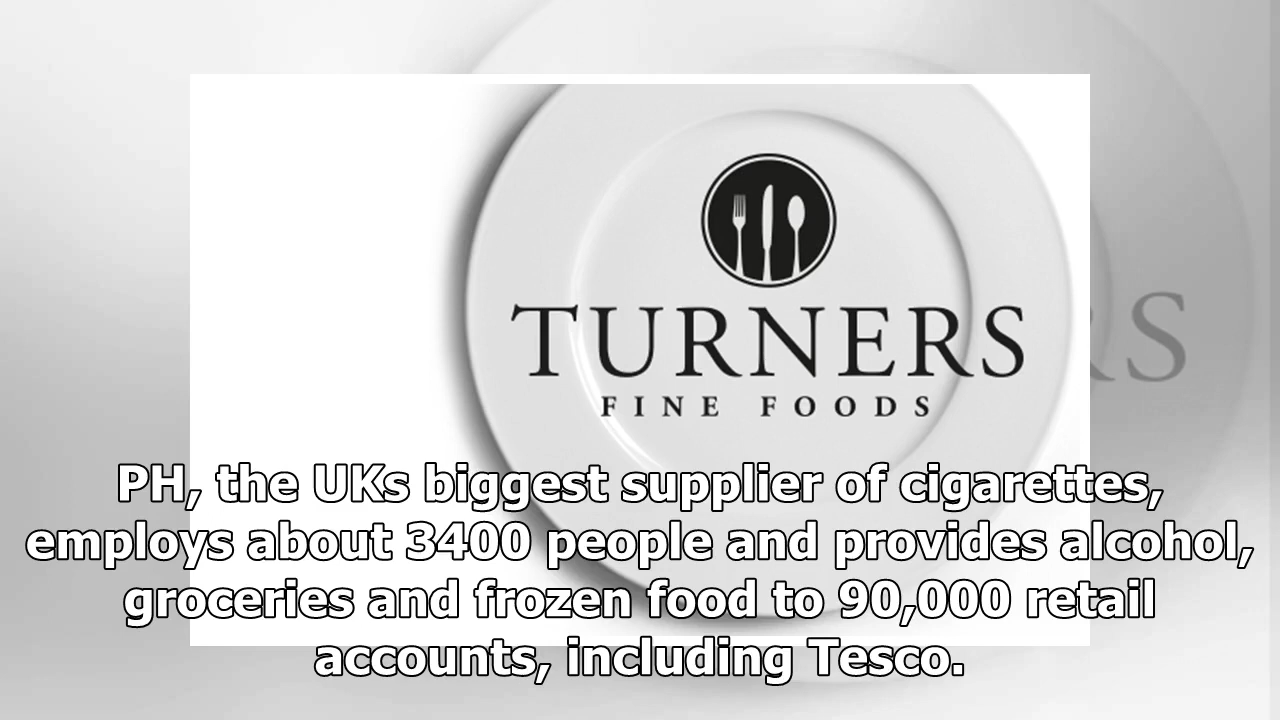 TURNERS
FINE FOODS
RS
PH, the UKs biggest supplier of cigarettes,
employs about 3400 people and provides alcohol,
groceries and frozen food to 90,000 retail
accounts, including Tesco.